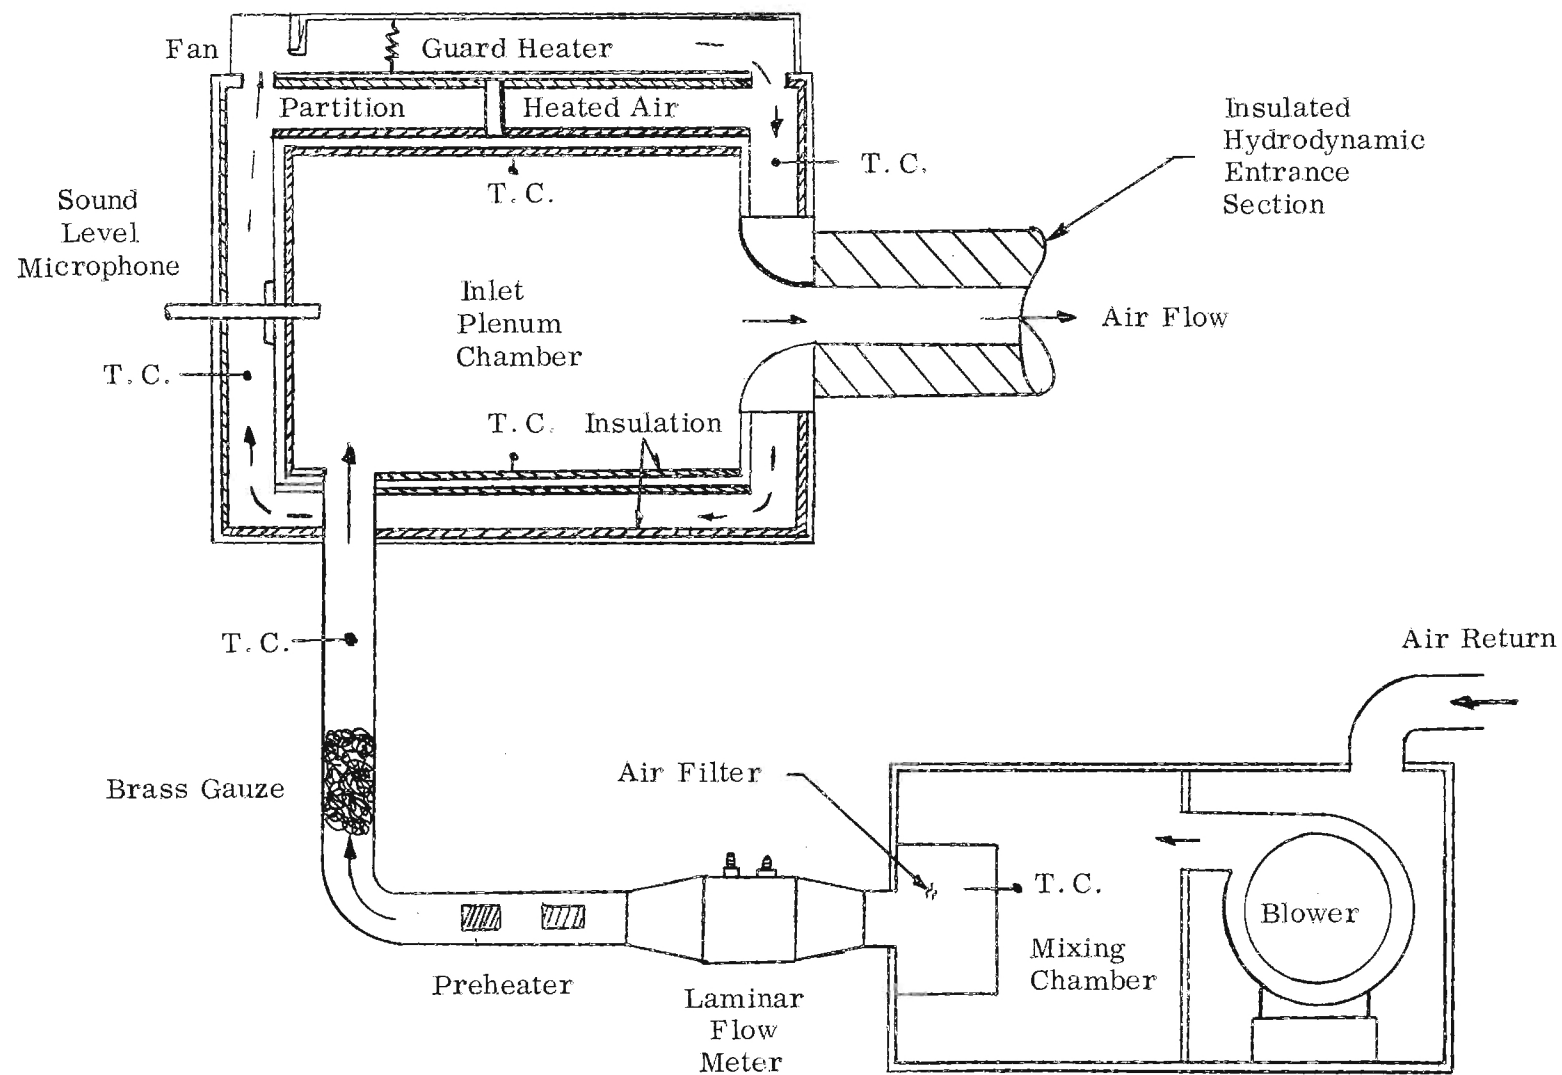 Fan
Guard Heater
Partition
Heated Air
T.C.
T.C.
Insulated
Hydrodynamic
Entrance
Section
Sound
Level
Microphone
Inlet
Plenum
Chamber
Air Flow
T.C.
T.C.
Insulation
T.C.
Air Return
Brass Gauze
Air Filter
T.C.
Blower
Mixing
Chamber
Preheater
Laminar
Flow
Meter